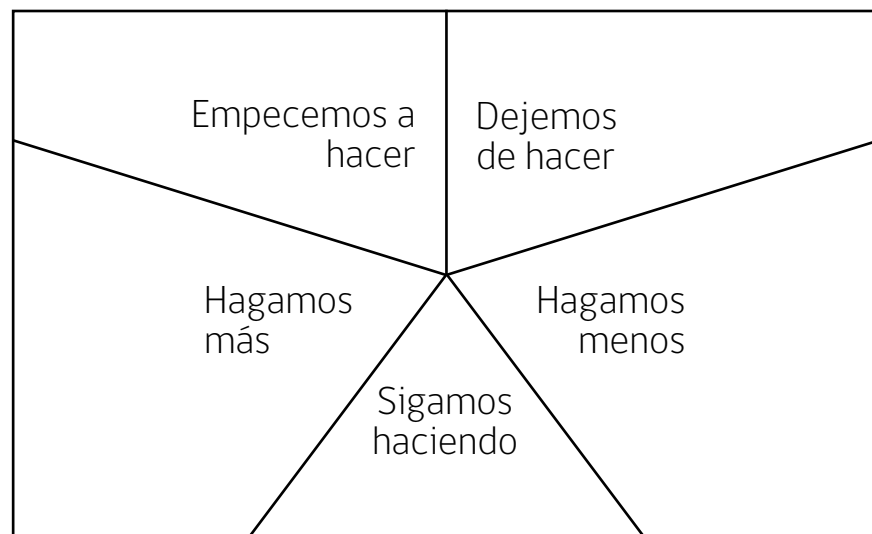 Empecemos a
hacer
Dejemos
de hacer
Hagamos
más
Hagamos
menos
Sigamos
haciendo